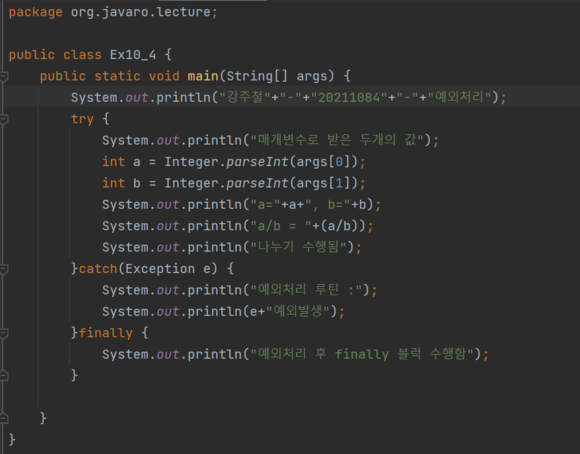 package org.javaro.lecture;
public class Ex10_4 {
public static void main(String[] args) {
System.out.println("강주철"+"-"+"20211084"+"-"+"예외처리");
try {
System.out.println("매개변수로 받은 두개의 값");
int a = Integer.parseInt(args[0]);
int b = Integer.parseInt(args[1]);
System.out.println("a="+a+", b="+b);
System.out.println("a/b = "+(a/b));
System.out.println("나누기 수행됨");
}catch(Exception e) {
System.out.println("예외처리 루틴 :");
System.out.println(e+"예외발생");
}finally {
System.out.println("예외처리 후 finally 블럭 수행함");
}
}
}